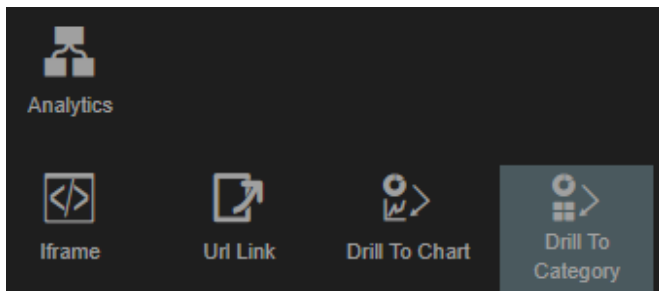 Analytics
Iframe
Url Link
Drill To Chart
Drill To
Category